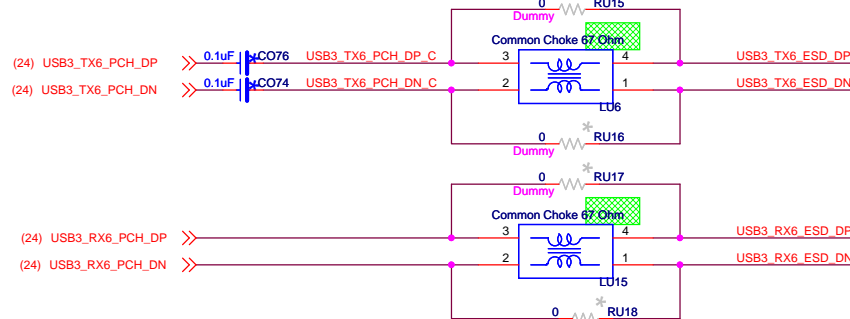 0 RU15
Dummy
Common Choke 67 Ohm
(24) USB3_TX6_PCH_DP 0.1uF CO76 USB3_TX6_PCH_DP_C 3 4 USB3_TX6_ESD_DP
(24) USB3_TX6_PCH_DN 0.1uF CO74 USB3_TX6_PCH_DN_C 2 1 USB3_TX6_ESD_DN
LU6
*
0 RU16
Dummy
*
0 RU17
Dummy
Common Choke 67 Ohm
(24) USB3_RX6_PCH_DP 3 4 USB3_RX6_ESD_DP
(24) USB3_RX6_PCH_DN 2 1 USB3_RX6_ESD_DN
LU15
*
0 RU18